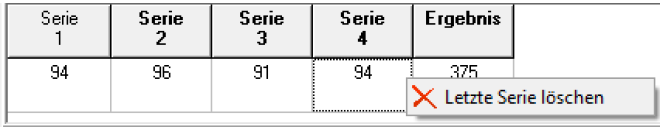 Serie 1 Serie 2 Serie 3 Serie 4 Ergebnis
94 96 91 94 375
Letzte Serie löschen